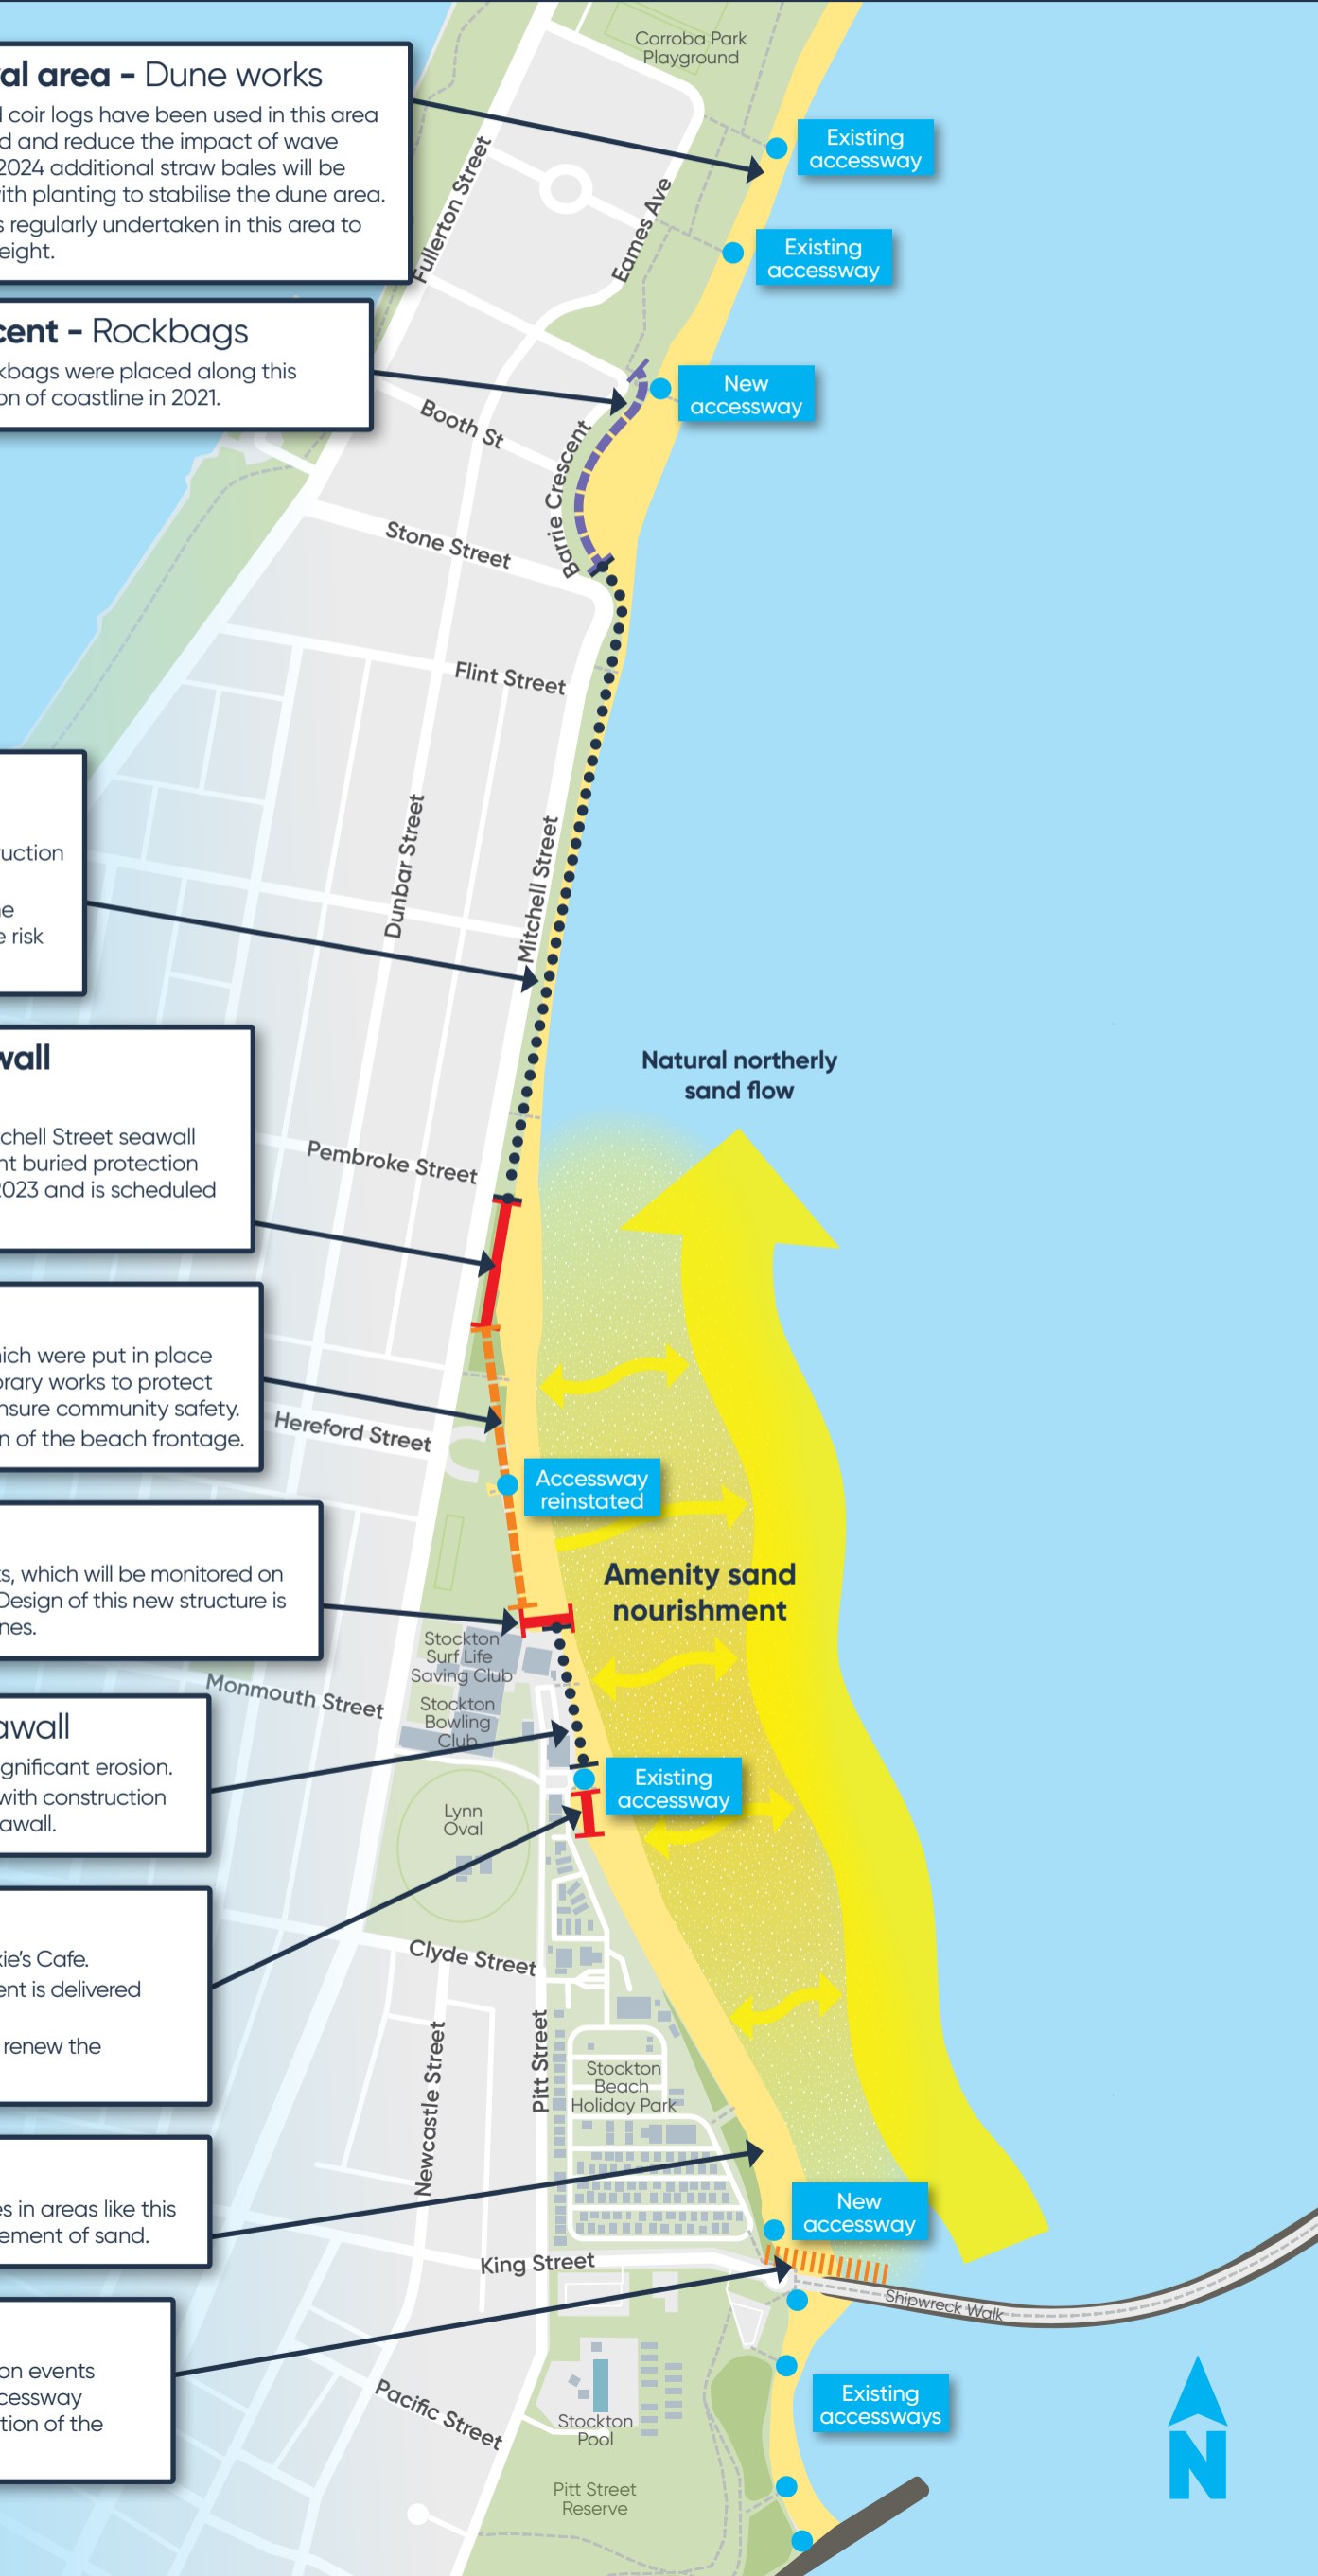 Corroba Park
Playground
al area - Dune works
coir logs have been used in this area
d and reduce the impact of wave
2024 additional straw bales will be
ith planting to stabilise the dune area.
s regularly undertaken in this area to
eight.
Existing
accessway
Fullerton Street
Eames Ave
Existing
accessway
cent - Rockbags
kbags were placed along this
on of coastline in 2021.
New
accessway
Booth St
Barrie Crescent
Stone Street
Flint Street
Dunbar Street
Mitchell Street
uction
e
e risk
wall
tchell Street seawall
nt buried protection
2023 and is scheduled
Natural northerly
sand flow
Pembroke Street
hich were put in place
orary works to protect
nsure community safety.
n of the beach frontage.
Hereford Street
Accessway
reinstated
s, which will be monitored on
Design of this new structure is
nes.
Amenity sand
nourishment
Stockton
Surf Life
Saving Club
Stockton
Bowling
Club
Monmouth Street
awall
gnificant erosion.
with construction
awall.
Existing
accessway
Lynn
Oval
xie's Cafe.
ent is delivered
renew the
Clyde Street
Newcastle Street
Pitt Street
Stockton
Beach
Holiday Park
es in areas like this
ement of sand.
New
accessway
King Street
Shipwreck Walk
on events
ccessway
tion of the
Pacific Street
Stockton
Pool
Existing
accessways
Pitt Street
Reserve
N